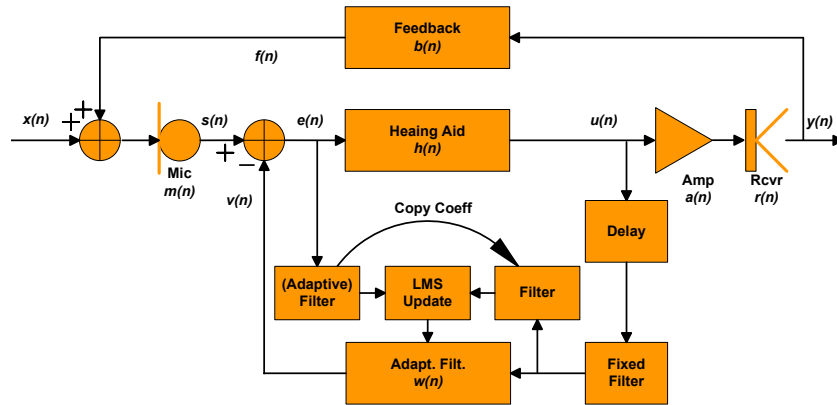 Feedback
b(n)
f(n)
x(n)
+
+
s(n)
+
−
e(n)
Heaing Aid
h(n)
u(n)
y(n)
Mic
m(n)
v(n)
Amp
a(n)
Rcvr
r(n)
Copy Coeff
Delay
(Adaptive)
Filter
LMS
Update
Filter
Adapt. Filt.
w(n)
Fixed
Filter